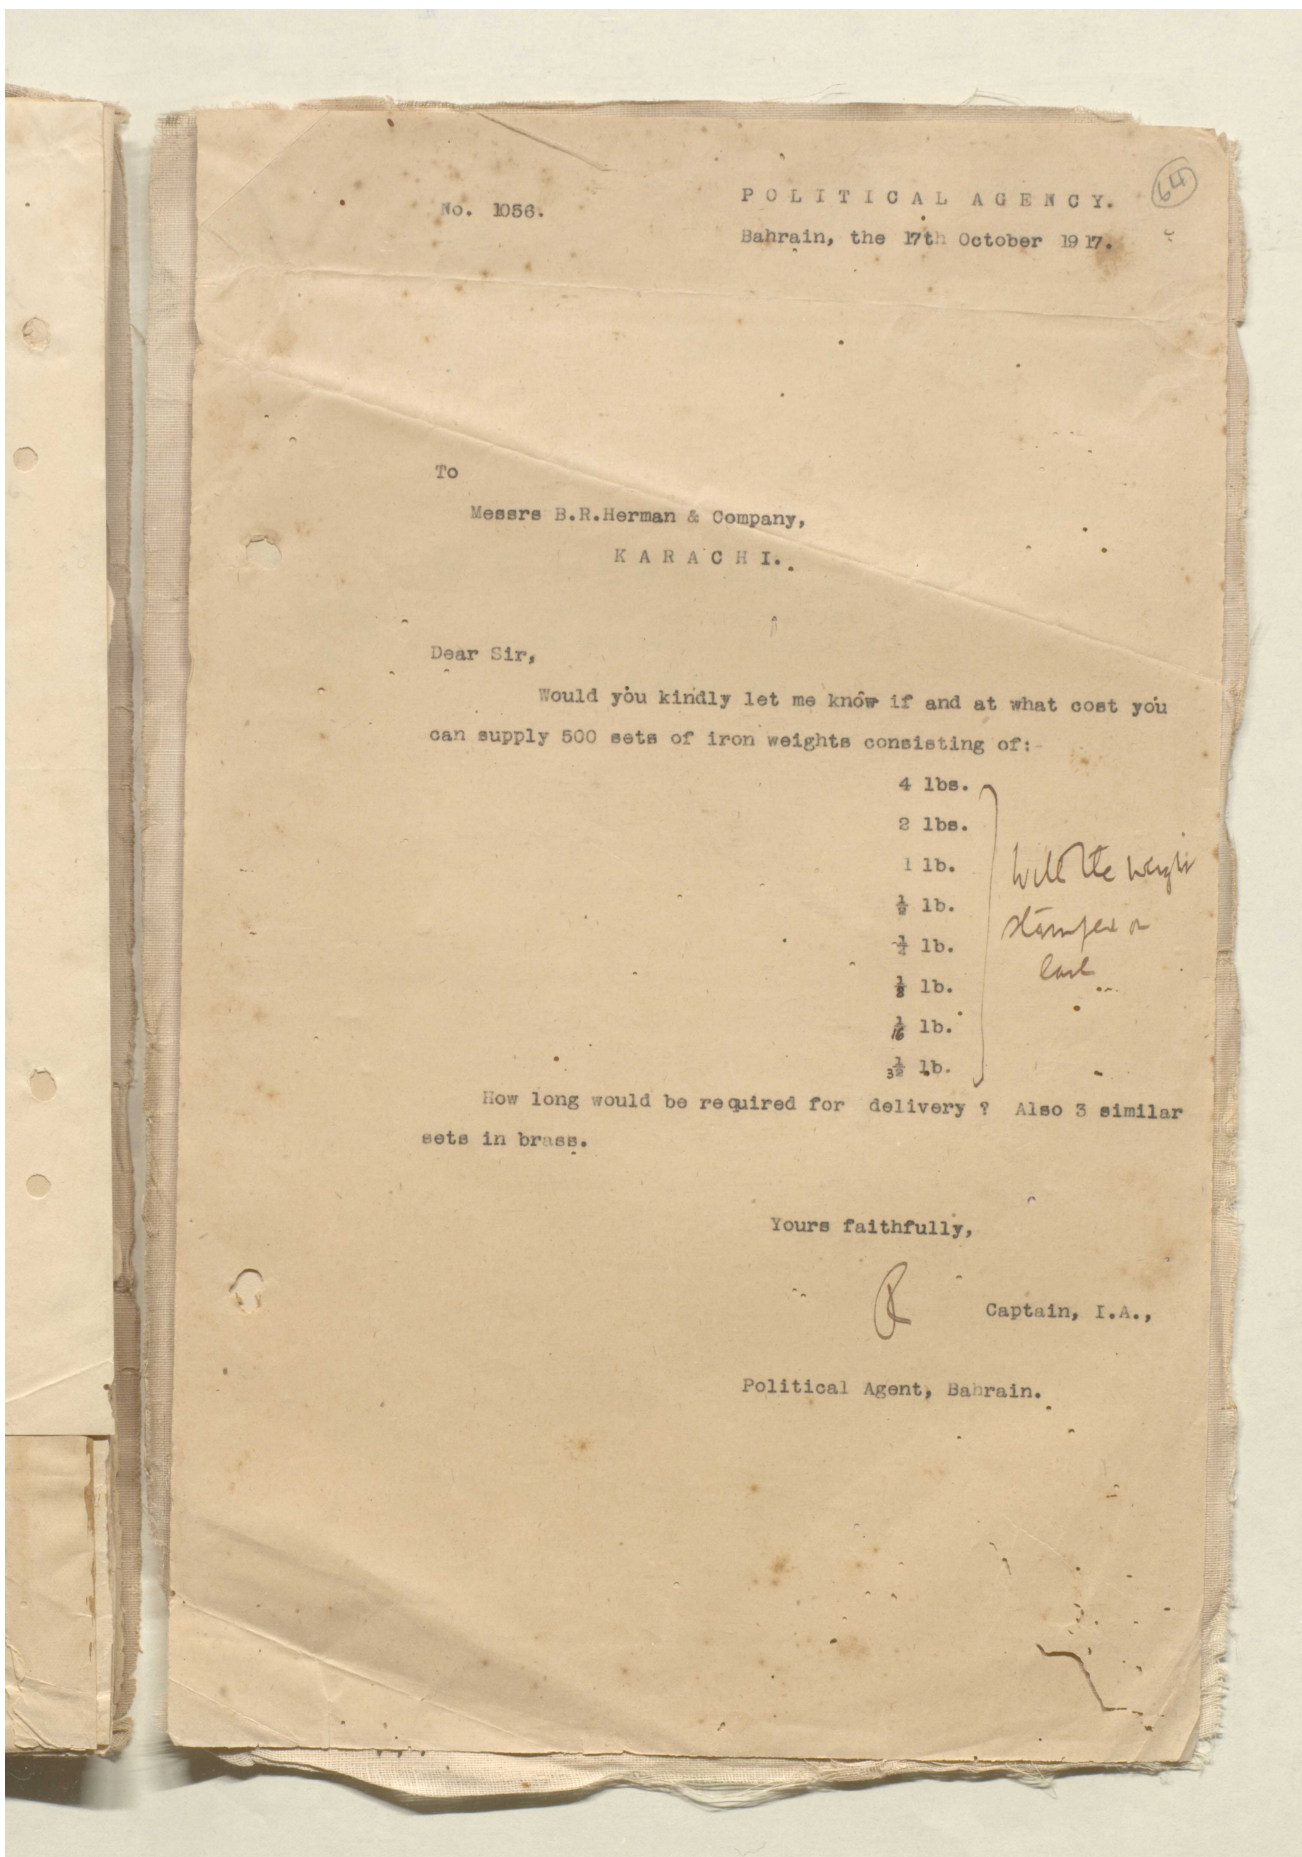 64
No. 1056.
POLITICAL AGENCY.
Bahrain, the 17th October 1917.
To
Messrs B.R.Herman & Company,
KARACHI.
Dear Sir,
Would you kindly let me know if and at what cost you
can supply 500 sets of iron weights consisting of:-
4 lbs.
2 lbs.
1 lb.
½ lb.
¼ lb.
⅛ lb.
1/16 lb.
1/32 lb.
With the weight
stamped on
each
How long would be required for delivery ? Also 3 similar
sets in brass.
Yours faithfully,
Captain, I.A.,
Political Agent, Bahrain.